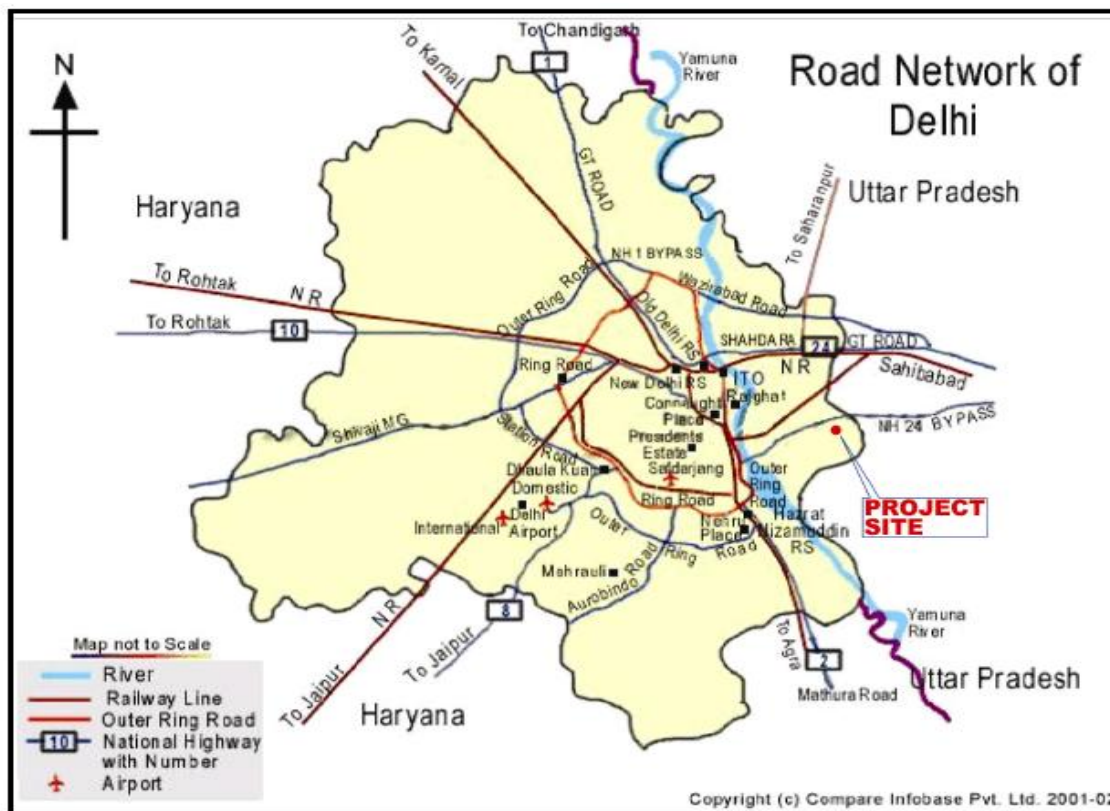 To Chandigarh
To Karnal
1
Yamuna
River
Road Network of
Delhi
N
GT ROAD
Haryana
Uttar Pradesh
To Saharanpur
NH 1 BYPASS
To Rohtak
N R
Outer Ring Road
Wazirabad Road
To Rohtak
10
Old Delhi RS
SHAHDARA
24
GT ROAD
N R
Sahibabad
Ring Road
New Delhi RS
ITO
Rajghat
Connaught
Place
NH 24 BYPASS
Shivaji MG
Station Road
Presidents
Estate
Safdarjang
Dhaula Kuan
Domestic
Outer
Ring
Road
Ring Road
PROJECT
SITE
International
Delhi
Airport
Outer
Ring
Road
Nehru
Place
Hazrat
Nizamuddin
RS
Mehrauli
Aurobindo Road
N R
8
To Jaipur
To Jaipur
Yamuna
River
To Agra
2
Mathura Road
Uttar Pradesh
Haryana
Map not to Scale
River
Railway Line
Outer Ring Road
10
National Highway
with Number
Airport
Copyright (c) Compare Infobase Pvt. Ltd. 2001-02